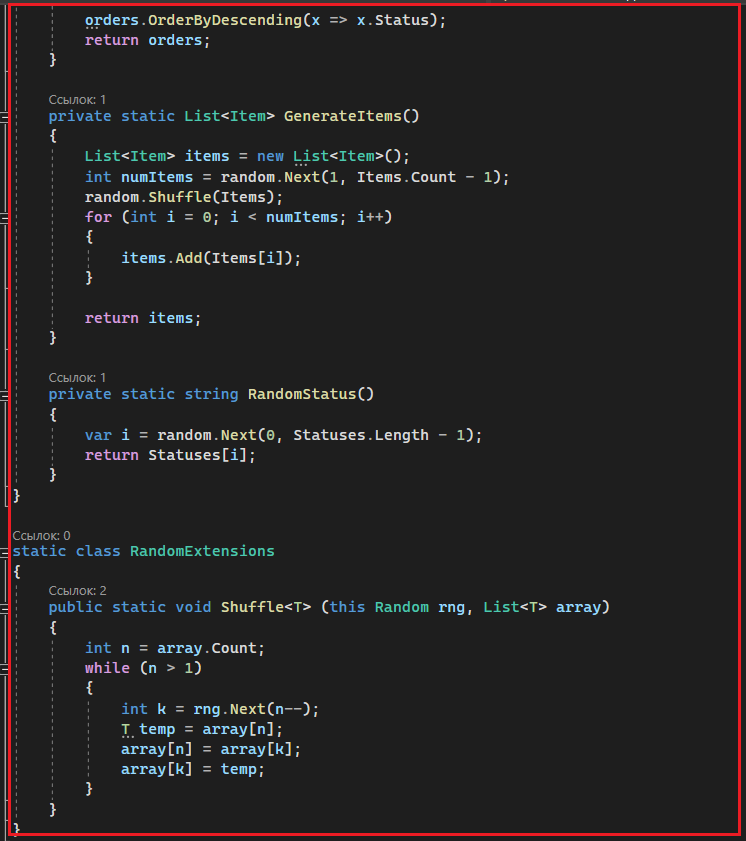 orders.OrderByDescending(x => x.Status);
return orders;
}
Ссылок: 1
private static List<Item> GenerateItems()
{
List<Item> items = new List<Item>();
int numItems = random.Next(1, Items.Count - 1);
random.Shuffle(Items);
for (int i = 0; i < numItems; i++)
{
items.Add(Items[i]);
}
return items;
}
Ссылок: 1
private static string RandomStatus()
{
var i = random.Next(0, Statuses.Length - 1);
return Statuses[i];
}
}
Ссылок: 0
static class RandomExtensions
{
Ссылок: 2
public static void Shuffle<T> (this Random rng, List<T> array)
{
int n = array.Count;
while (n > 1)
{
int k = rng.Next(n--);
T temp = array[n];
array[n] = array[k];
array[k] = temp;
}
}
}